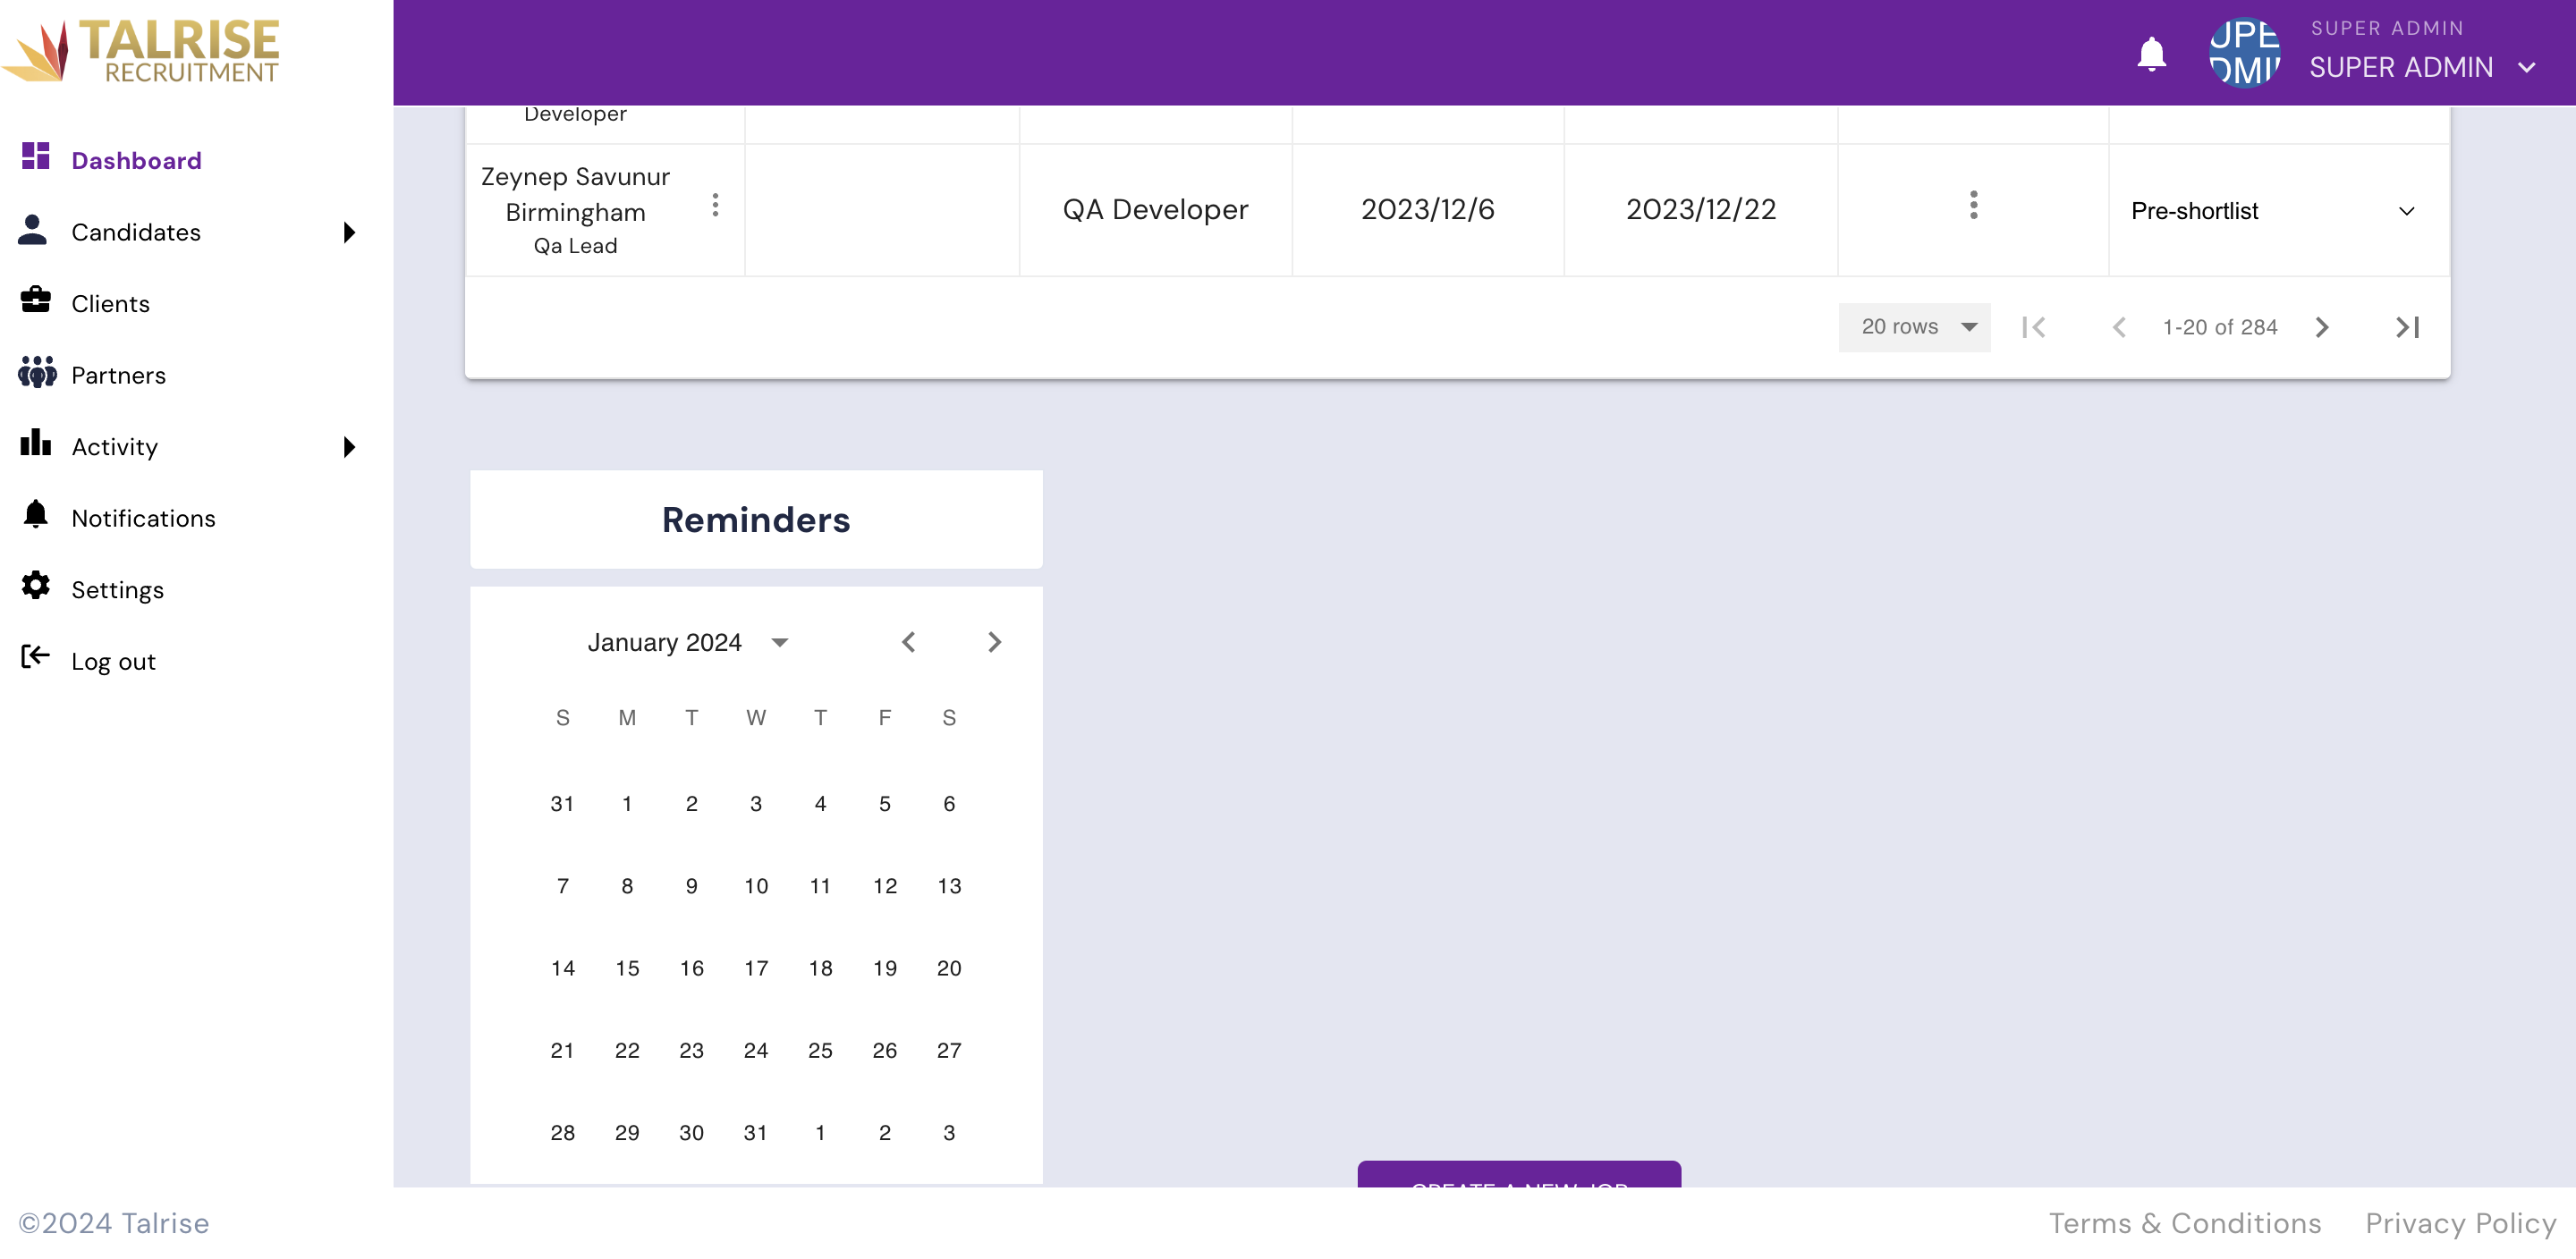 TALRISE
RECRUITMENT
SUPER ADMIN
SUPER ADMIN
Dashboard
Candidates
Clients
Partners
Activity
Notifications
Settings
Log out
Developer
Zeynep Savunur
Birmingham
Qa Lead
QA Developer
2023/12/6
2023/12/22
Pre-shortlist
20 rows
1-20 of 284
Reminders
January 2024
S M T W T F S
31 1 2 3 4 5 6
7 8 9 10 11 12 13
14 15 16 17 18 19 20
21 22 23 24 25 26 27
28 29 30 31 1 2 3
CREATE A NEW JOB
©2024 Talrise
Terms & Conditions
Privacy Policy